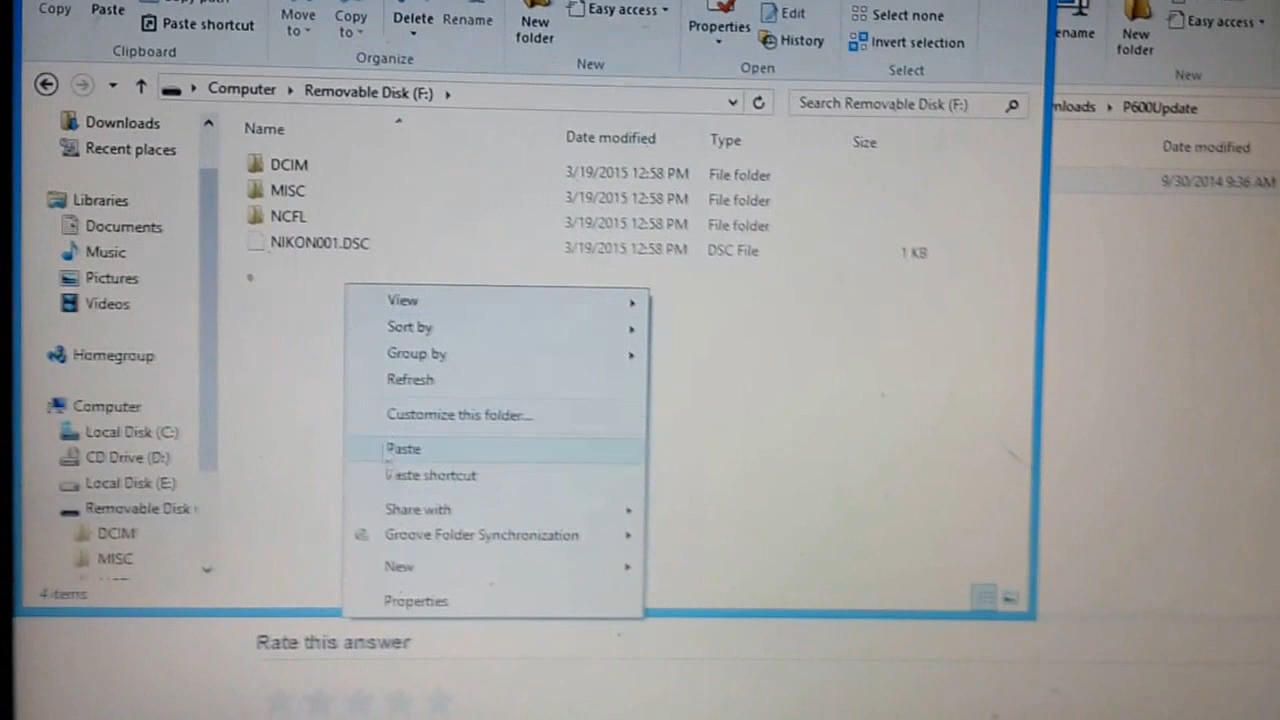 Copy
Paste
Paste shortcut
Clipboard
Move to
Copy to
Delete
Rename
Organize
New folder
Easy access
New
Properties
Edit
History
Open
Select none
Invert selection
Select
ename
New folder
Easy access
New
Computer
Removable Disk (F:)
Search Removable Disk (F:)
nloads
P600Update
Name
Date modified
Type
Size
DCIM
3/19/2015 12:58 PM
File folder
MISC
3/19/2015 12:58 PM
File folder
NCFL
3/19/2015 12:58 PM
File folder
NIKON001.DSC
3/19/2015 12:58 PM
DSC File
1 KB
Date modified
9/30/2014 9:36 AM
Downloads
Recent places
Libraries
Documents
Music
Pictures
Videos
Homegroup
Computer
Local Disk (C:)
CD Drive (D:)
Local Disk (E:)
Removable Disk
DCIM
MISC
4 items
View
Sort by
Group by
Refresh
Customize this folder...
Paste
Paste shortcut
Share with
Groove Folder Synchronization
New
Properties
Rate this answer